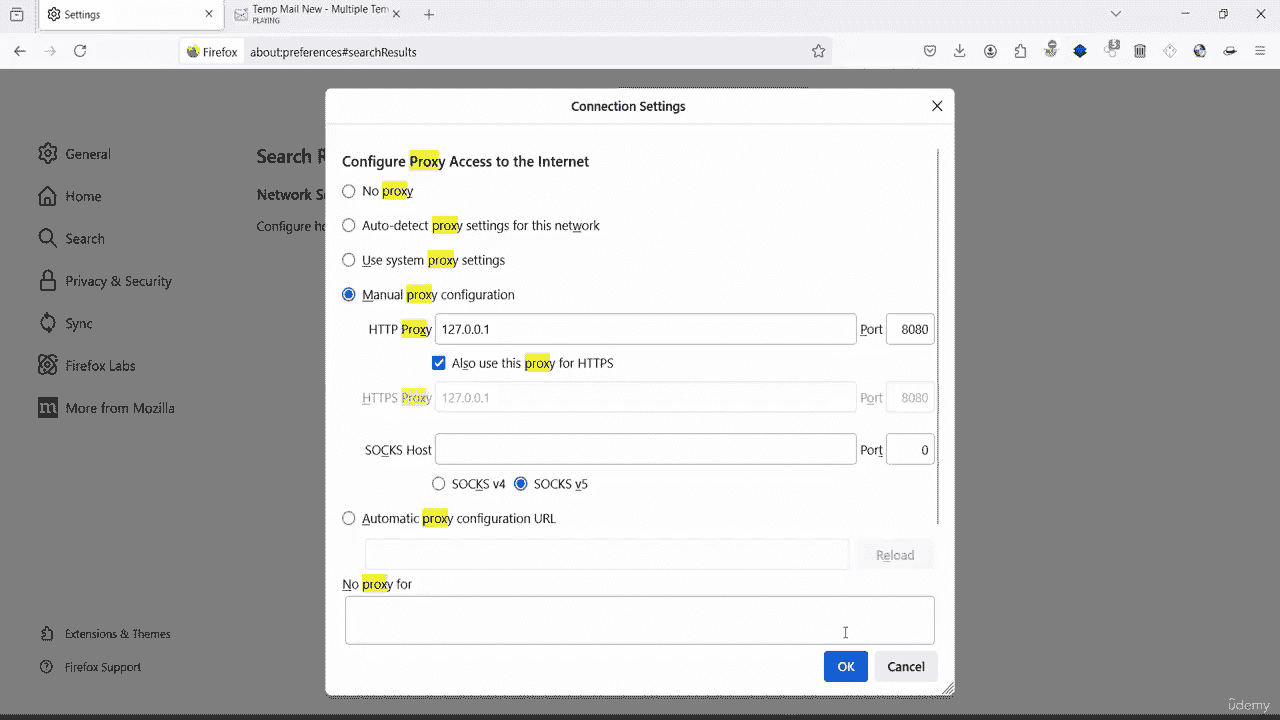 Settings
Temp Mail New - Multiple Tem
PLAYING
Firefox
about:preferences#searchResults
Connection Settings
General
Home
Search
Privacy & Security
Sync
Firefox Labs
More from Mozilla
Extensions & Themes
Firefox Support
Search R
Network Se
Configure ho
Configure Proxy Access to the Internet
No proxy
Auto-detect proxy settings for this network
Use system proxy settings
Manual proxy configuration
HTTP Proxy 127.0.0.1 Port 8080
Also use this proxy for HTTPS
HTTPS Proxy 127.0.0.1 Port 8080
SOCKS Host Port 0
SOCKS v4 SOCKS v5
Automatic proxy configuration URL
Reload
No proxy for
OK Cancel
ûdemy